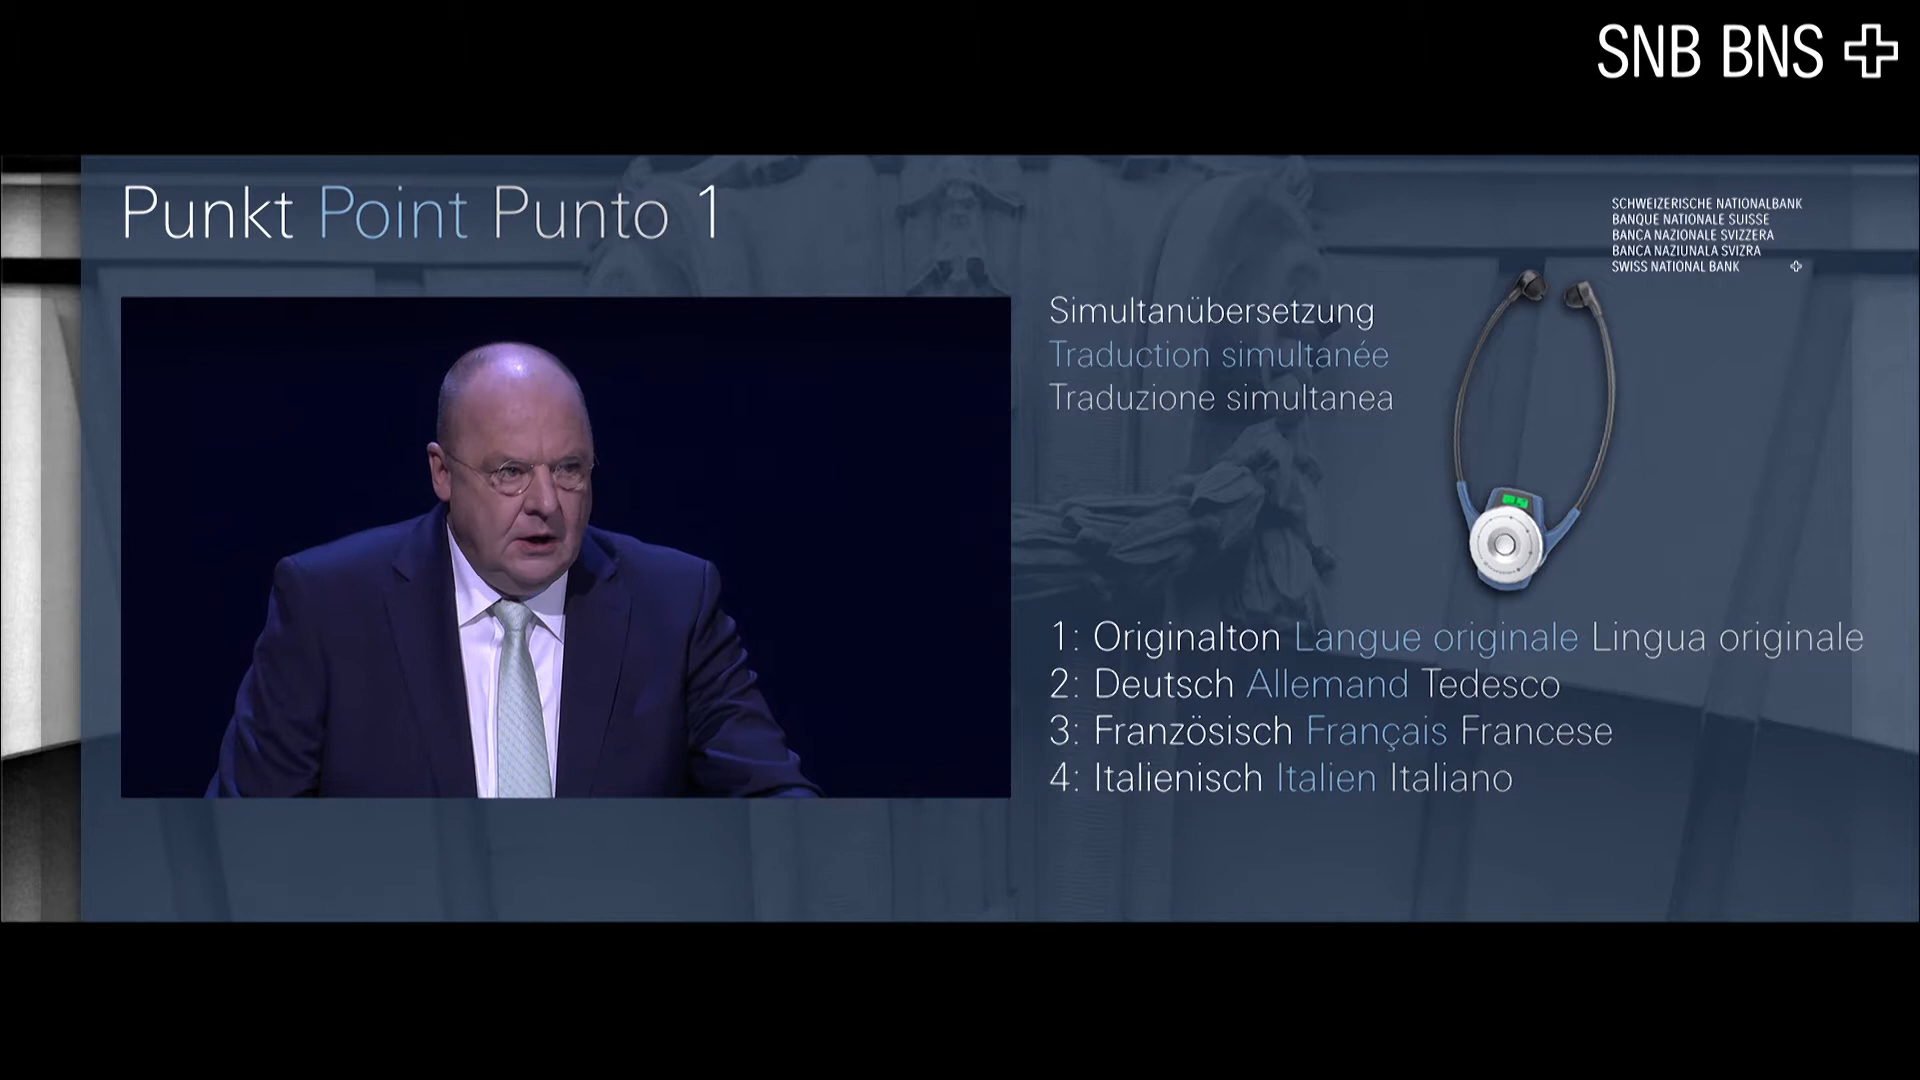 SNB BNS
Punkt Point Punto 1
SCHWEIZERISCHE NATIONALBANK
BANQUE NATIONALE SUISSE
BANCA NAZIONALE SVIZZERA
BANCA NAZIUNALA SVIZRA
SWISS NATIONAL BANK
Simultanübersetzung
Traduction simultanée
Traduzione simultanea
1: Originalton Langue originale Lingua originale
2: Deutsch Allemand Tedesco
3: Französisch Français Francese
4: Italienisch Italien Italiano